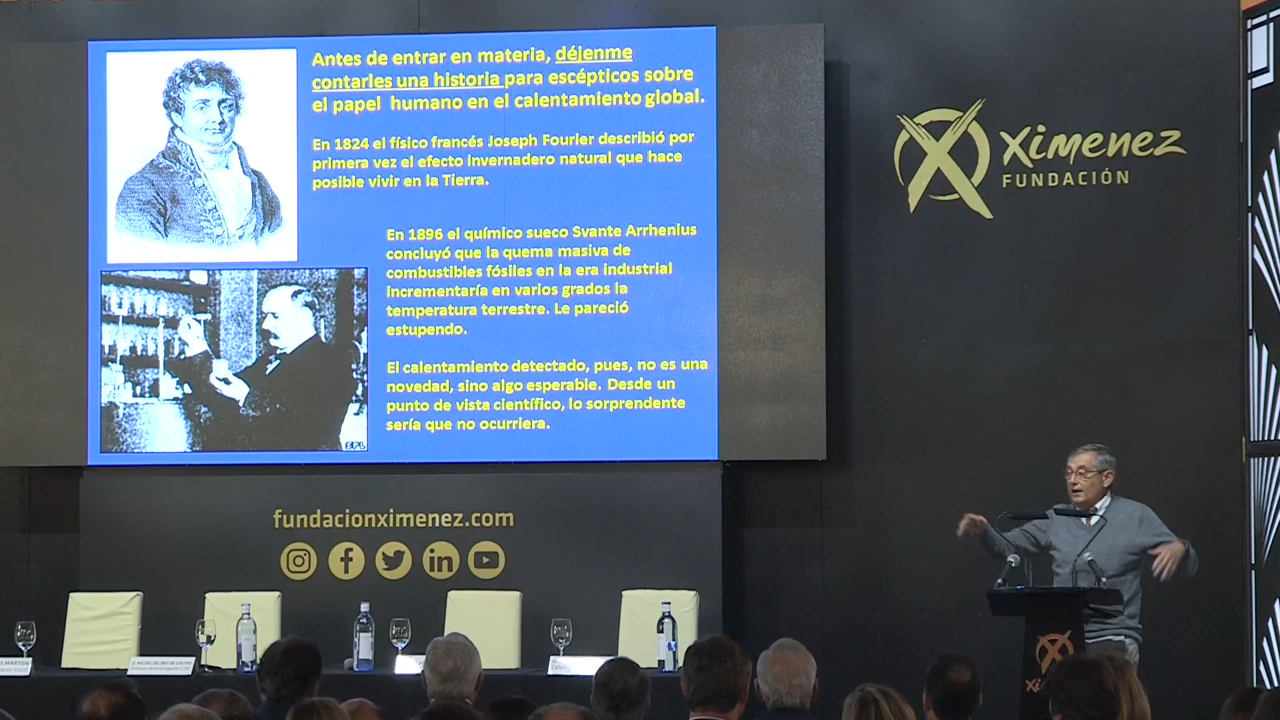 Antes de entrar en materia, déjenme
contarles una historia para escépticos sobre
el papel humano en el calentamiento global.
En 1824 el físico francés Joseph Fourier describió por
primera vez el efecto invernadero natural que hace
posible vivir en la Tierra.
En 1896 el químico sueco Svante Arrhenius
concluyó que la quema masiva de
combustibles fósiles en la era industrial
incrementaría en varios grados la
temperatura terrestre. Le pareció
estupendo.
El calentamiento detectado, pues, no es una
novedad, sino algo esperable. Desde un
punto de vista científico, lo sorprendente
sería que no ocurriera.
SPL
Ximenez
FUNDACIÓN
fundacionximenez.com
D. MIGUEL DELIBES DE CASTRO